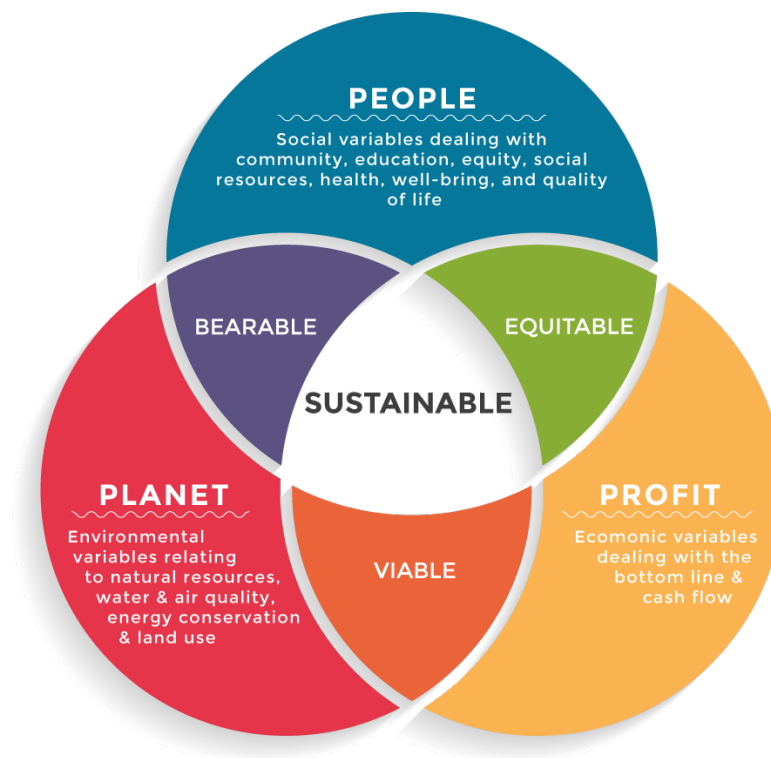 PEOPLE
Social variables dealing with
community, education, equity, social
resources, health, well-bring, and quality
of life
BEARABLE
EQUITABLE
SUSTAINABLE
PLANET
Environmental
variables relating
to natural resources,
water & air quality,
energy conservation
& land use
PROFIT
Ecomonic variables
dealing with the
bottom line &
cash flow
VIABLE